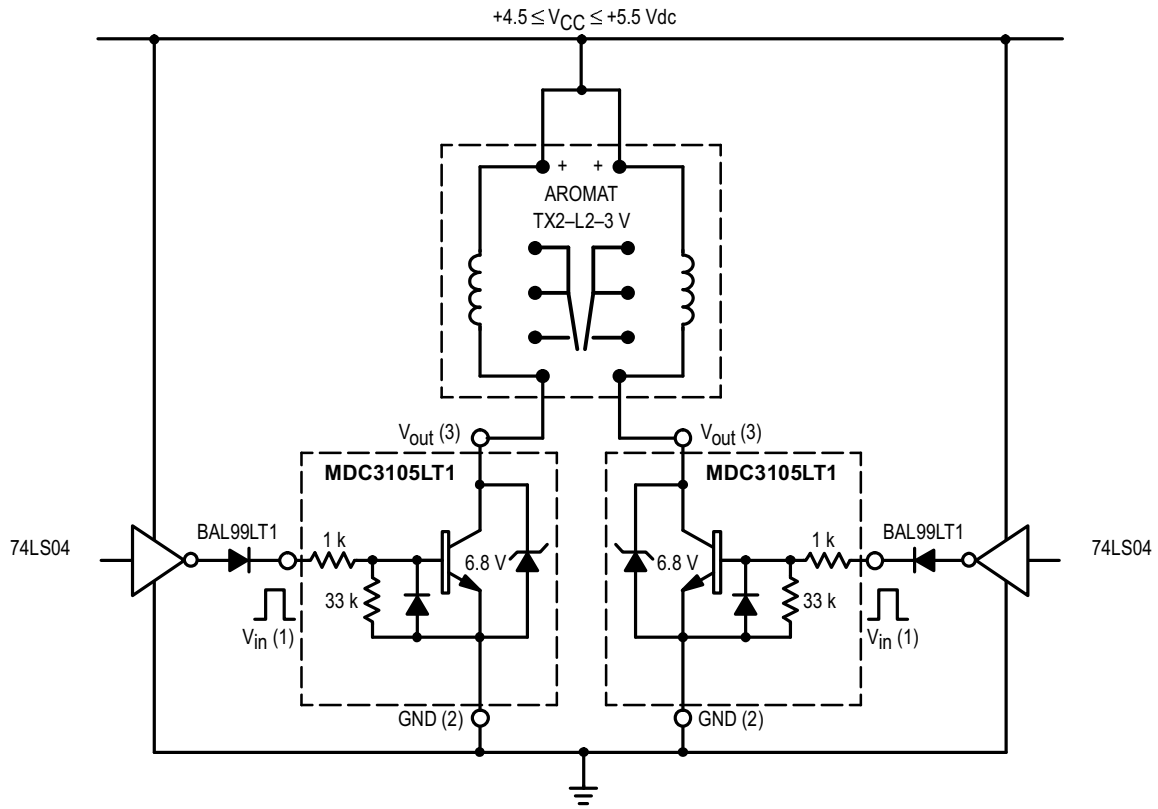 +4.5 ≤ VCC ≤ +5.5 Vdc
+ +
AROMAT
TX2–L2–3 V
Vout (3)
Vout (3)
MDC3105LT1
MDC3105LT1
74LS04
BAL99LT1
1 k
6.8 V
33 k
Vin (1)
6.8 V
1 k
33 k
BAL99LT1
74LS04
Vin (1)
GND (2)
GND (2)